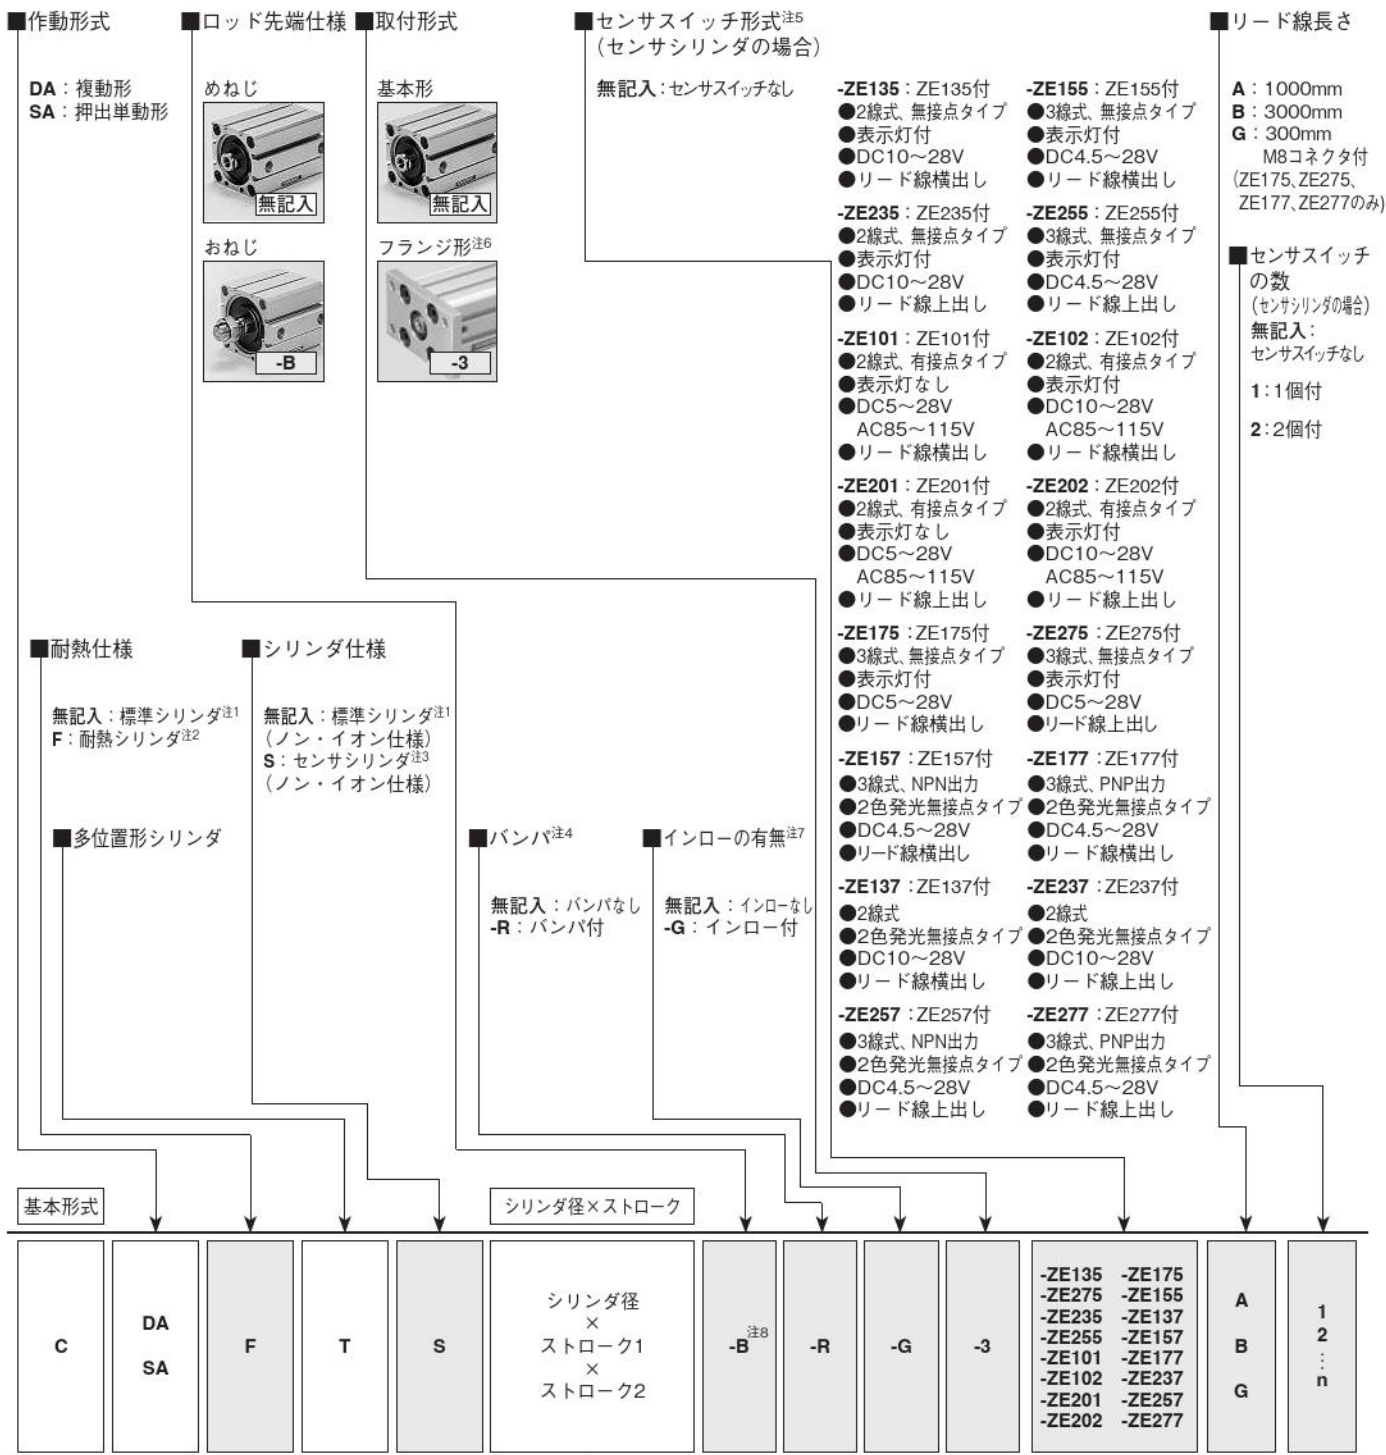 ■作動形式
DA：複動形
SA：押出単動形
■ロッド先端仕様
めねじ
無記入
おねじ
-B
■取付形式
基本形
無記入
フランジ形注6
-3
■センサスイッチ形式注5
（センサシリンダの場合）
無記入：センサスイッチなし
-ZE135：ZE135付
●2線式、無接点タイプ
●表示灯付
●DC10～28V
●リード線横出し
-ZE235：ZE235付
●2線式、無接点タイプ
●表示灯付
●DC10～28V
●リード線上出し
-ZE101：ZE101付
●2線式、有接点タイプ
●表示灯なし
●DC5～28V
AC85～115V
●リード線横出し
-ZE201：ZE201付
●2線式、有接点タイプ
●表示灯なし
●DC5～28V
AC85～115V
●リード線上出し
-ZE175：ZE175付
●3線式、無接点タイプ
●表示灯付
●DC5～28V
●リード線横出し
-ZE157：ZE157付
●3線式、NPN出力
●2色発光無接点タイプ
●DC4.5～28V
●リード線横出し
-ZE137：ZE137付
●2線式
●2色発光無接点タイプ
●DC10～28V
●リード線横出し
-ZE257：ZE257付
●3線式、NPN出力
●2色発光無接点タイプ
●DC4.5～28V
●リード線上出し
-ZE155：ZE155付
●3線式、無接点タイプ
●表示灯付
●DC4.5～28V
●リード線横出し
-ZE255：ZE255付
●3線式、無接点タイプ
●表示灯付
●DC4.5～28V
●リード線上出し
-ZE102：ZE102付
●2線式、有接点タイプ
●表示灯付
●DC10～28V
AC85～115V
●リード線横出し
-ZE202：ZE202付
●2線式、有接点タイプ
●表示灯付
●DC10～28V
AC85～115V
●リード線上出し
-ZE275：ZE275付
●3線式、無接点タイプ
●表示灯付
●DC5～28V
●リード線上出し
-ZE177：ZE177付
●3線式、PNP出力
●2色発光無接点タイプ
●DC4.5～28V
●リード線横出し
-ZE237：ZE237付
●2線式
●2色発光無接点タイプ
●DC10～28V
●リード線上出し
-ZE277：ZE277付
●3線式、PNP出力
●2色発光無接点タイプ
●DC4.5～28V
●リード線上出し
■リード線長さ
A：1000mm
B：3000mm
G：300mm
M8コネクタ付
(ZE175、ZE275、
ZE177、ZE277のみ)
■センサスイッチ
の数
(センサシリンダの場合)
無記入：
センサスイッチなし
1：1個付
2：2個付
■耐熱仕様
無記入：標準シリンダ注1
F：耐熱シリンダ注2
■シリンダ仕様
無記入：標準シリンダ注1
（ノン・イオン仕様）
S：センサシリンダ注3
（ノン・イオン仕様）
■多位置形シリンダ
■バンパ注4
無記入：バンパなし
-R：バンパ付
■インローの有無注7
無記入：インローなし
-G：インロー付
基本形式
シリンダ径×ストローク
C
DA
SA
F
T
S
シリンダ径
×
ストローク1
×
ストローク2
-B注8
-R
-G
-3
-ZE135 -ZE175
-ZE275 -ZE155
-ZE235 -ZE137
-ZE255 -ZE157
-ZE101 -ZE177
-ZE102 -ZE237
-ZE201 -ZE257
-ZE202 -ZE277
A
B
G
1
2
⋮
n